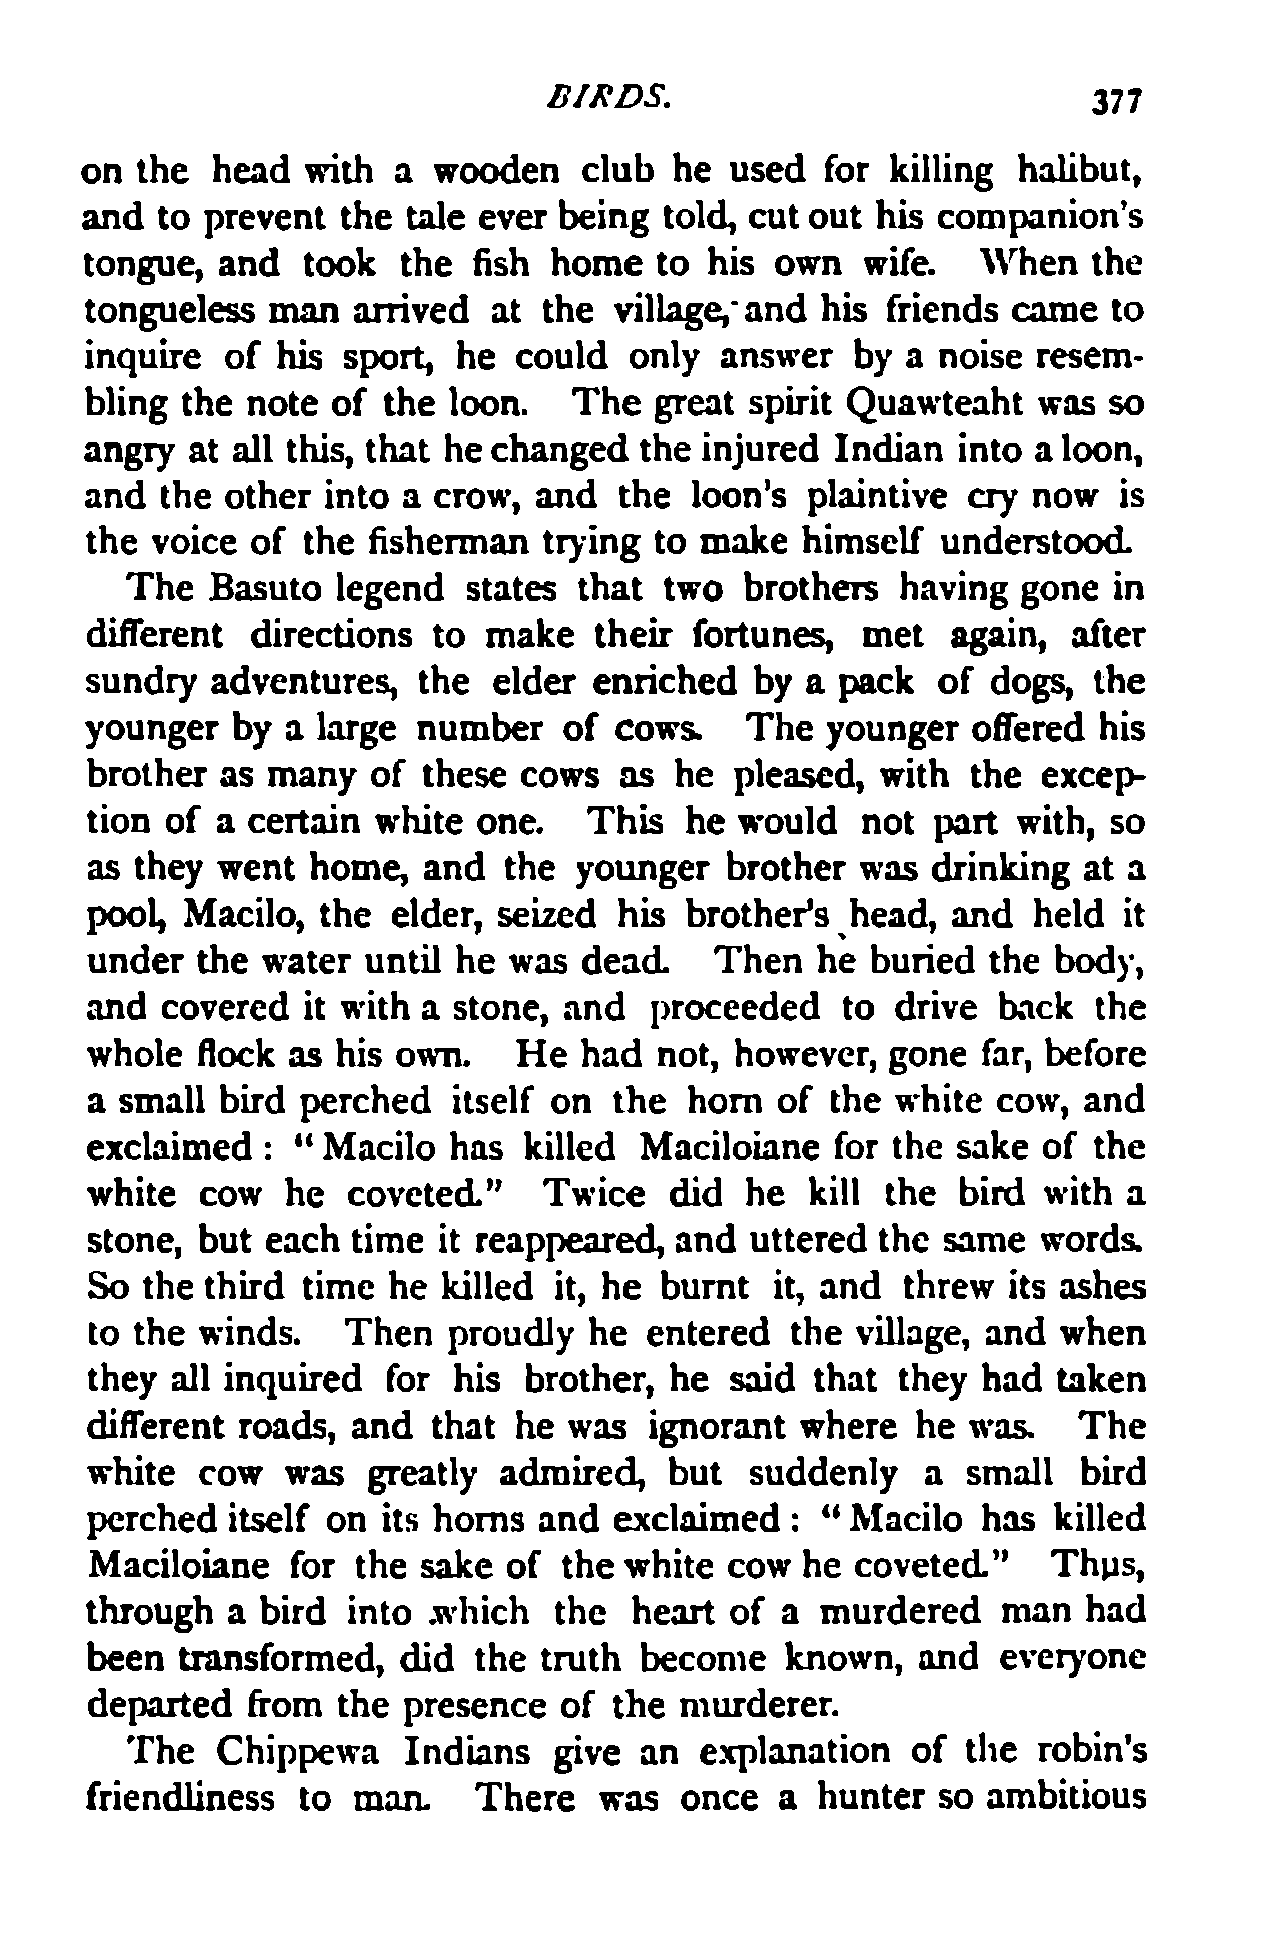 BIRDS. 377
on the head with a wooden club he used for killing halibut,
and to prevent the tale ever being told, cut out his companion's
tongue, and took the fish home to his own wife. When the
tongueless man arrived at the village, and his friends came to
inquire of his sport, he could only answer by a noise resem-
bling the note of the loon. The great spirit Quawteaht was so
angry at all this, that he changed the injured Indian into a loon,
and the other into a crow, and the loon's plaintive cry now is
the voice of the fisherman trying to make himself understood.
The Basuto legend states that two brothers having gone in
different directions to make their fortunes, met again, after
sundry adventures, the elder enriched by a pack of dogs, the
younger by a large number of cows. The younger offered his
brother as many of these cows as he pleased, with the excep-
tion of a certain white one. This he would not part with, so
as they went home, and the younger brother was drinking at a
pool, Macilo, the elder, seized his brother's head, and held it
under the water until he was dead. Then he buried the body,
and covered it with a stone, and proceeded to drive back the
whole flock as his own. He had not, however, gone far, before
a small bird perched itself on the horn of the white cow, and
exclaimed : "Macilo has killed Maciloiane for the sake of the
white cow he coveted." Twice did he kill the bird with a
stone, but each time it reappeared, and uttered the same words.
So the third time he killed it, he burnt it, and threw its ashes
to the winds. Then proudly he entered the village, and when
they all inquired for his brother, he said that they had taken
different roads, and that he was ignorant where he was. The
white cow was greatly admired, but suddenly a small bird
perched itself on its horns and exclaimed : "Macilo has killed
Maciloiane for the sake of the white cow he coveted." Thus,
through a bird into which the heart of a murdered man had
been transformed, did the truth become known, and everyone
departed from the presence of the murderer.
The Chippewa Indians give an explanation of the robin's
friendliness to man. There was once a hunter so ambitious